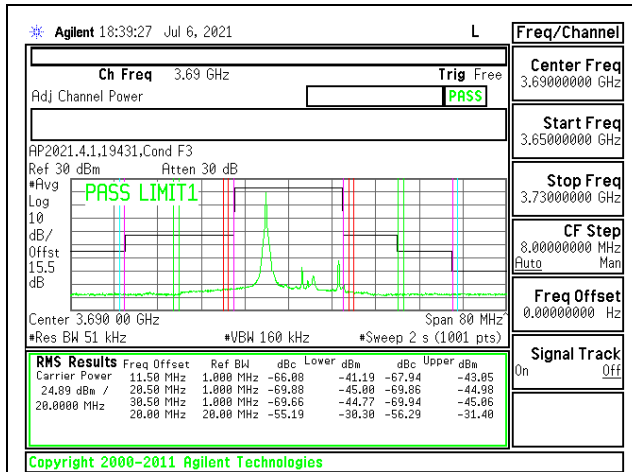 Agilent 18:39:27 Jul 6, 2021 L
Freq/Channel
Ch Freq 3.69 GHz Trig Free
Adj Channel Power PASS
AP2021.4.1,19431,Cond F3
Ref 30 dBm Atten 30 dB
#Avg
Log
10
dB/
Offst
15.5
dB
PASS LIMIT1
Center 3.690 00 GHz Span 80 MHz
#Res BW 51 kHz #VBW 160 kHz #Sweep 2 s (1001 pts)
RMS Results Freq Offset Ref BW dBc Lower dBm dBc Upper dBm
Carrier Power 11.50 MHz 1.000 MHz -66.08 -41.19 -67.94 -43.05
24.89 dBm / 20.50 MHz 1.000 MHz -69.88 -45.00 -69.86 -44.98
20.0000 MHz 30.50 MHz 1.000 MHz -69.66 -44.77 -69.94 -45.06
20.00 MHz 20.00 MHz -55.19 -30.30 -56.29 -31.40
Copyright 2000-2011 Agilent Technologies
Center Freq
3.69000000 GHz
Start Freq
3.65000000 GHz
Stop Freq
3.73000000 GHz
CF Step
8.00000000 MHz
Auto Man
Freq Offset
0.00000000 Hz
Signal Track
On Off